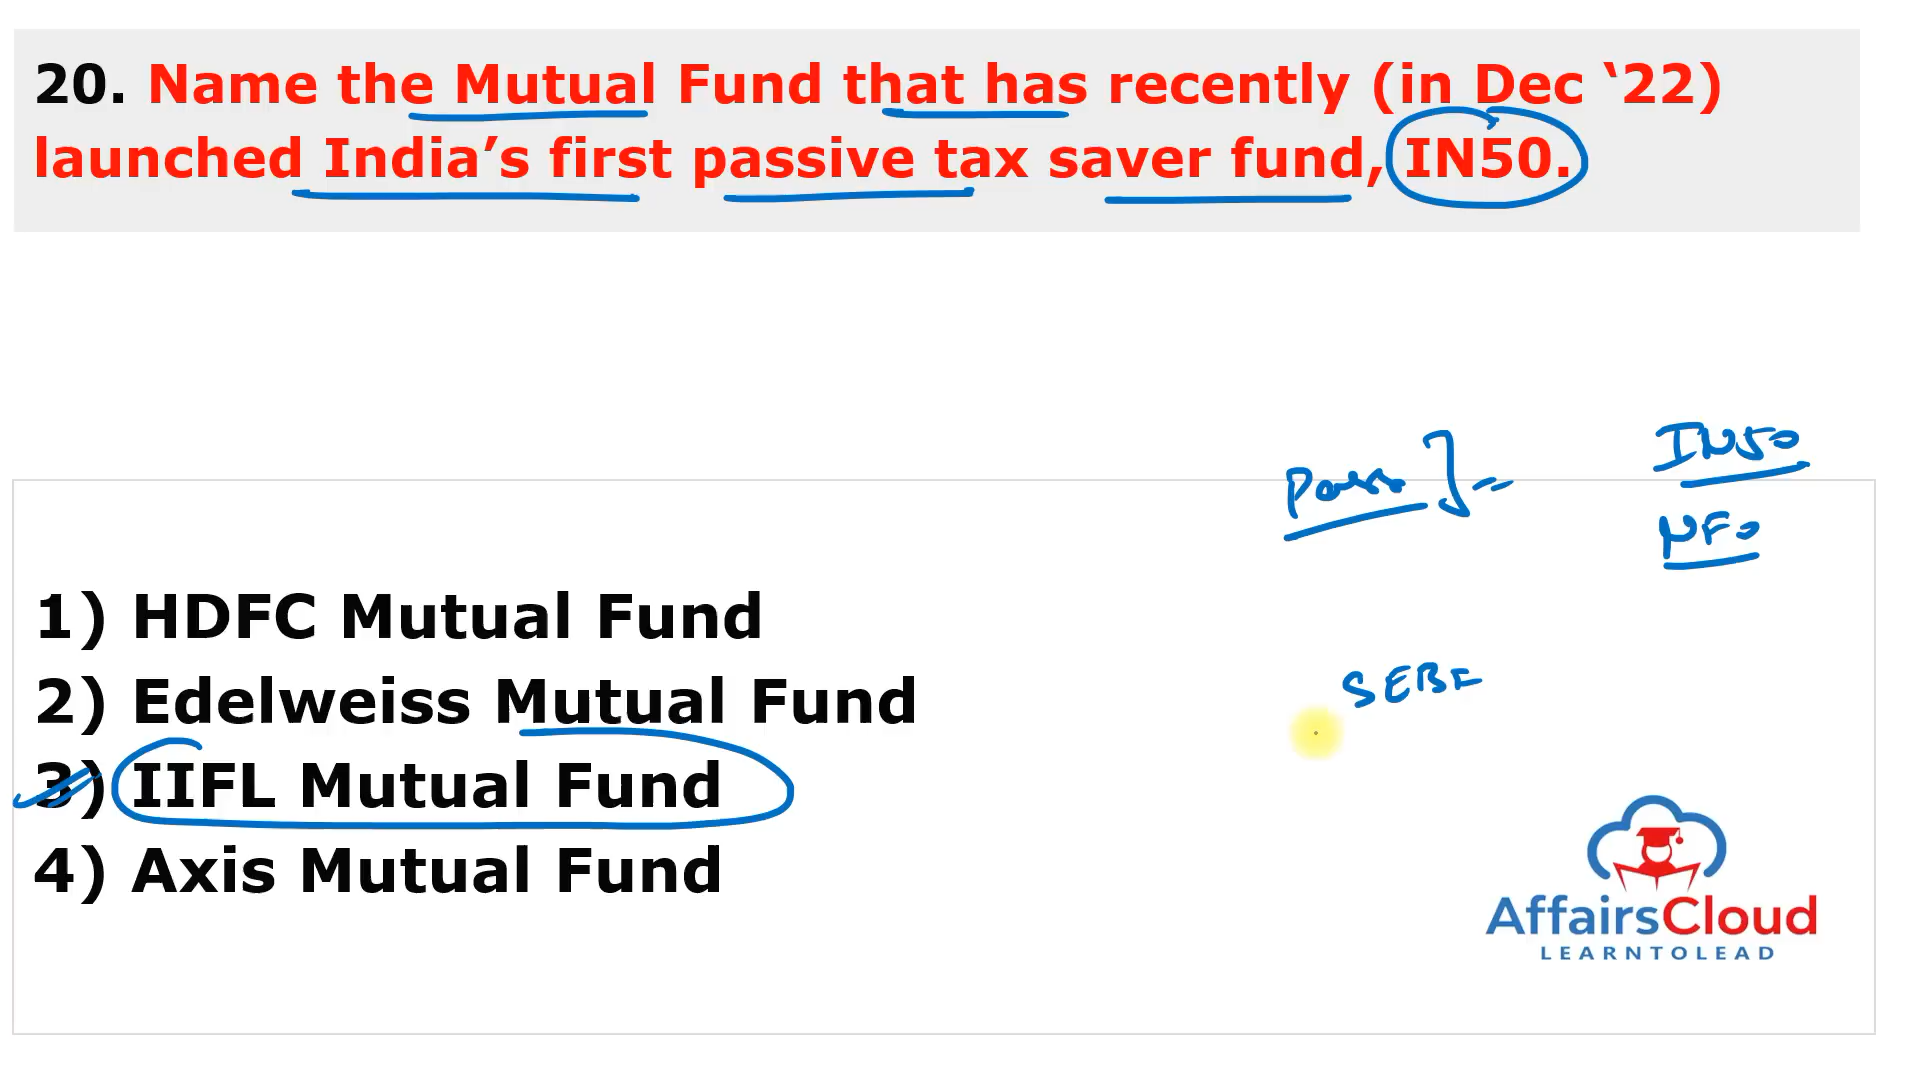 20. Name the Mutual Fund that has recently (in Dec ‘22)
launched India’s first passive tax saver fund, IN50.
IN50
NFO
1) HDFC Mutual Fund
2) Edelweiss Mutual Fund
SEBI
3) IIFL Mutual Fund
4) Axis Mutual Fund
AffairsCloud
LEARNTOLEAD